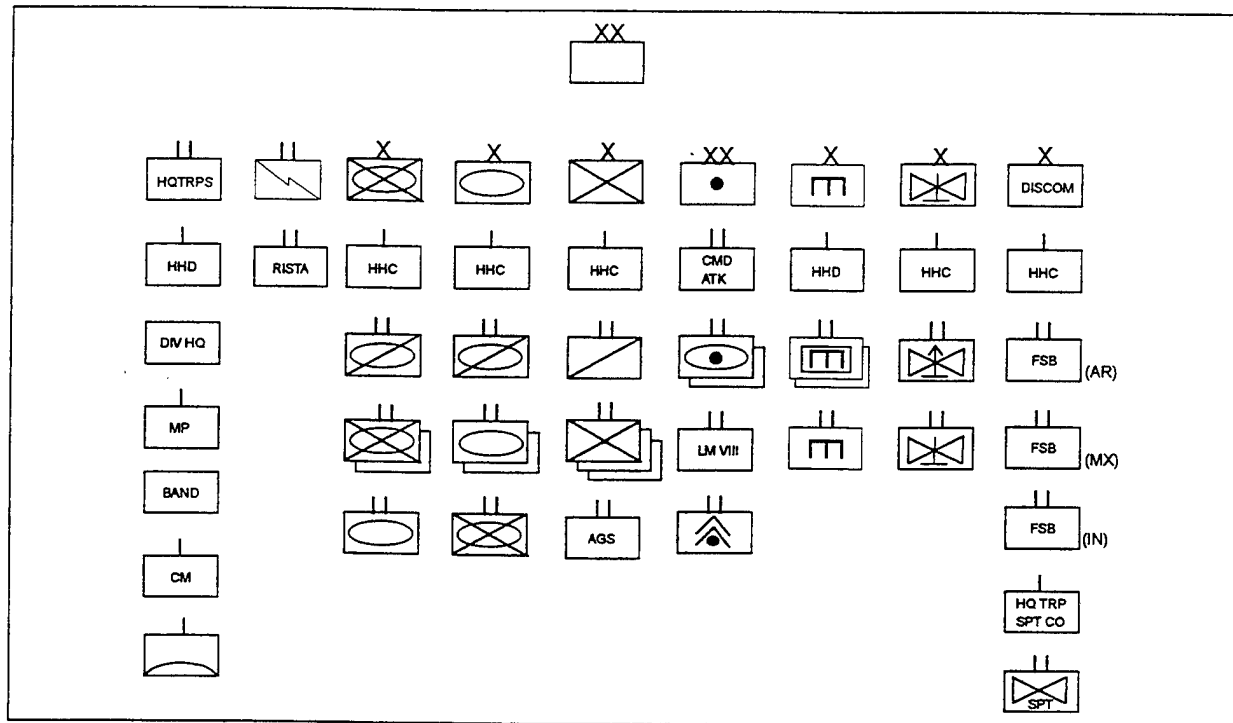 XX
HQTRPS
X
X
X
XX
X
X
X
DISCOM
HHD
RISTA
HHC
HHC
HHC
CMD
ATK
HHD
HHC
HHC
DIV HQ
FSB
(AR)
MP
LM VIII
FSB
(MX)
BAND
AGS
FSB
(IN)
CM
HQ TRP
SPT CO
SPT